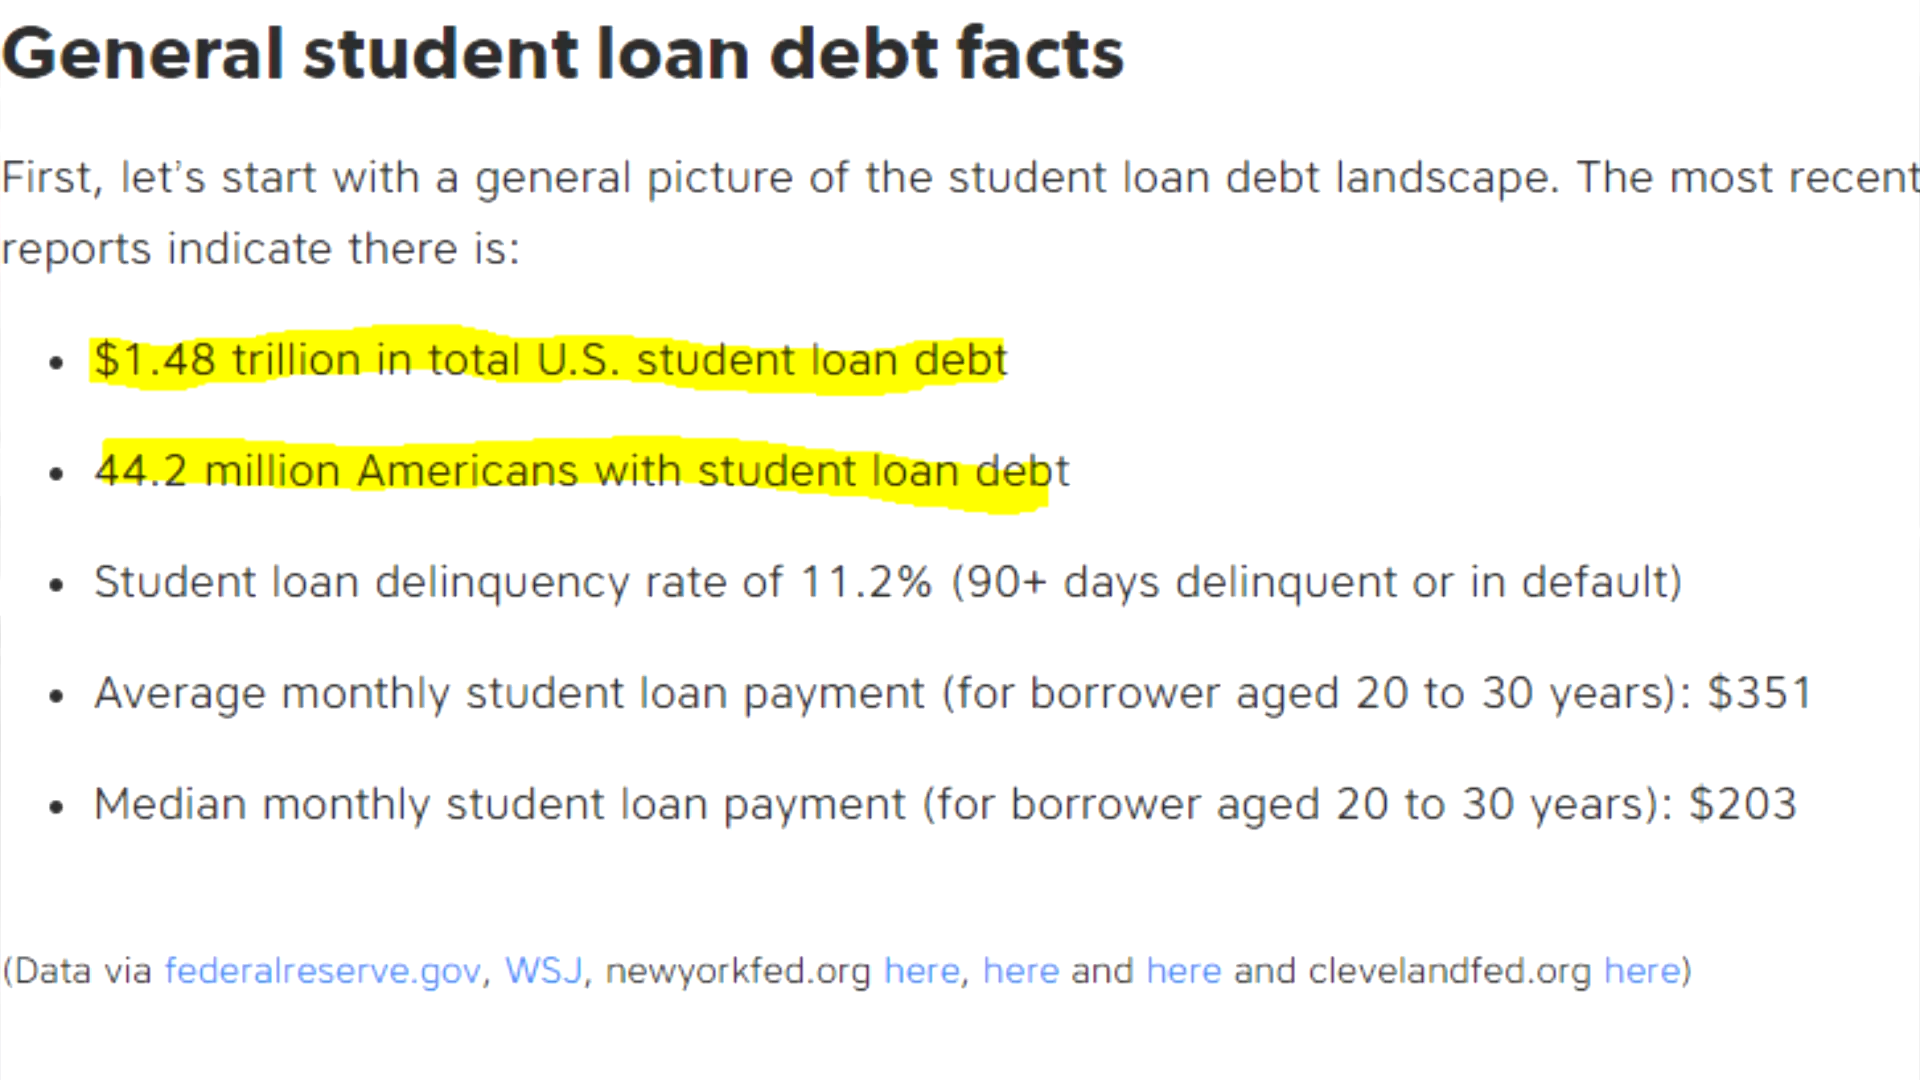 General student loan debt facts
First, let’s start with a general picture of the student loan debt landscape. The most recent
reports indicate there is:
• $1.48 trillion in total U.S. student loan debt
• 44.2 million Americans with student loan debt
• Student loan delinquency rate of 11.2% (90+ days delinquent or in default)
• Average monthly student loan payment (for borrower aged 20 to 30 years): $351
• Median monthly student loan payment (for borrower aged 20 to 30 years): $203
(Data via federalreserve.gov, WSJ, newyorkfed.org here, here and here and clevelandfed.org here)